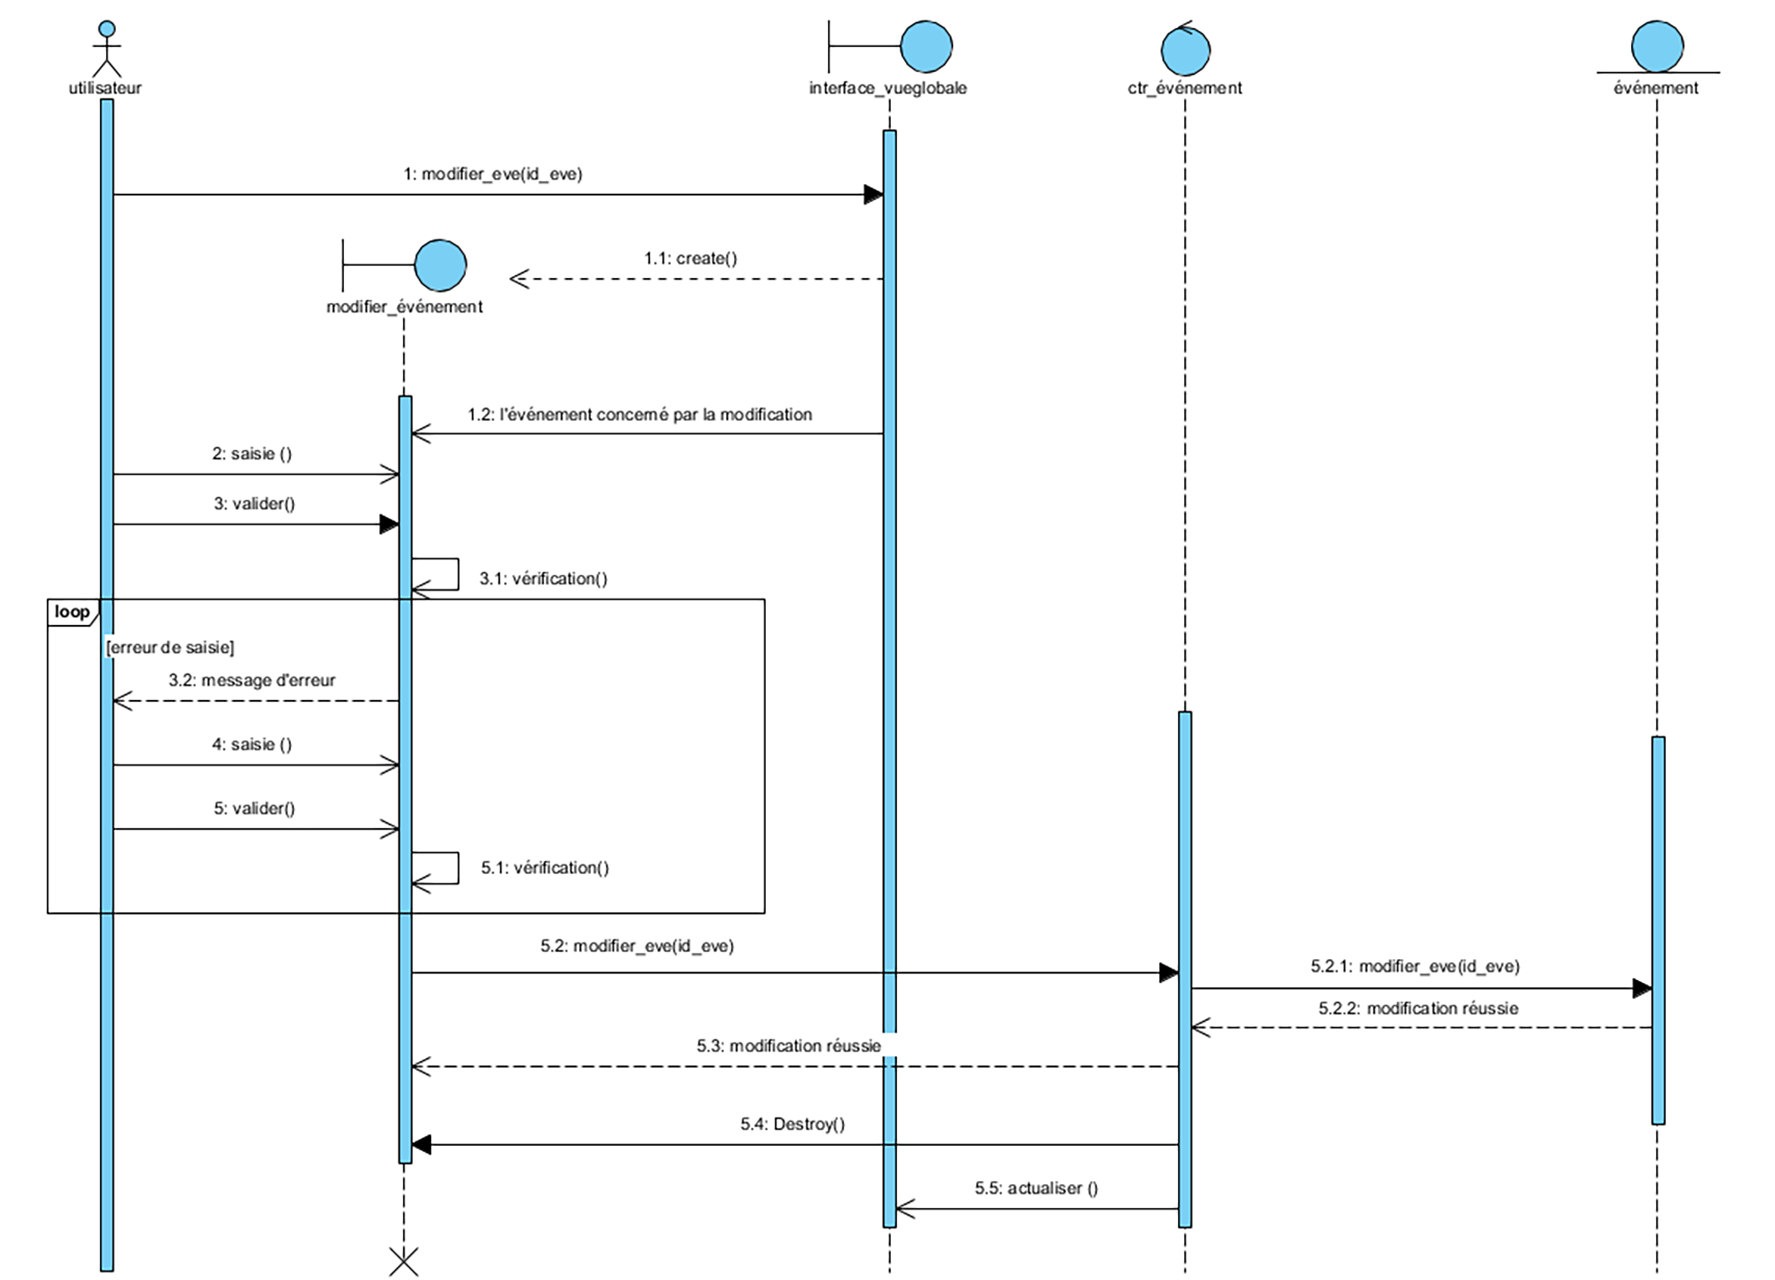 utilisateur
interface_vueglobale
ctr_événement
événement
1: modifier_eve(id_eve)
1.1: create()
modifier_événement
1.2: l'événement concerné par la modification
2: saisie ()
3: valider()
3.1: vérification()
loop
[erreur de saisie]
3.2: message d'erreur
4: saisie ()
5: valider()
5.1: vérification()
5.2: modifier_eve(id_eve)
5.2.1: modifier_eve(id_eve)
5.2.2: modification réussie
5.3: modification réussie
5.4: Destroy()
5.5: actualiser ()